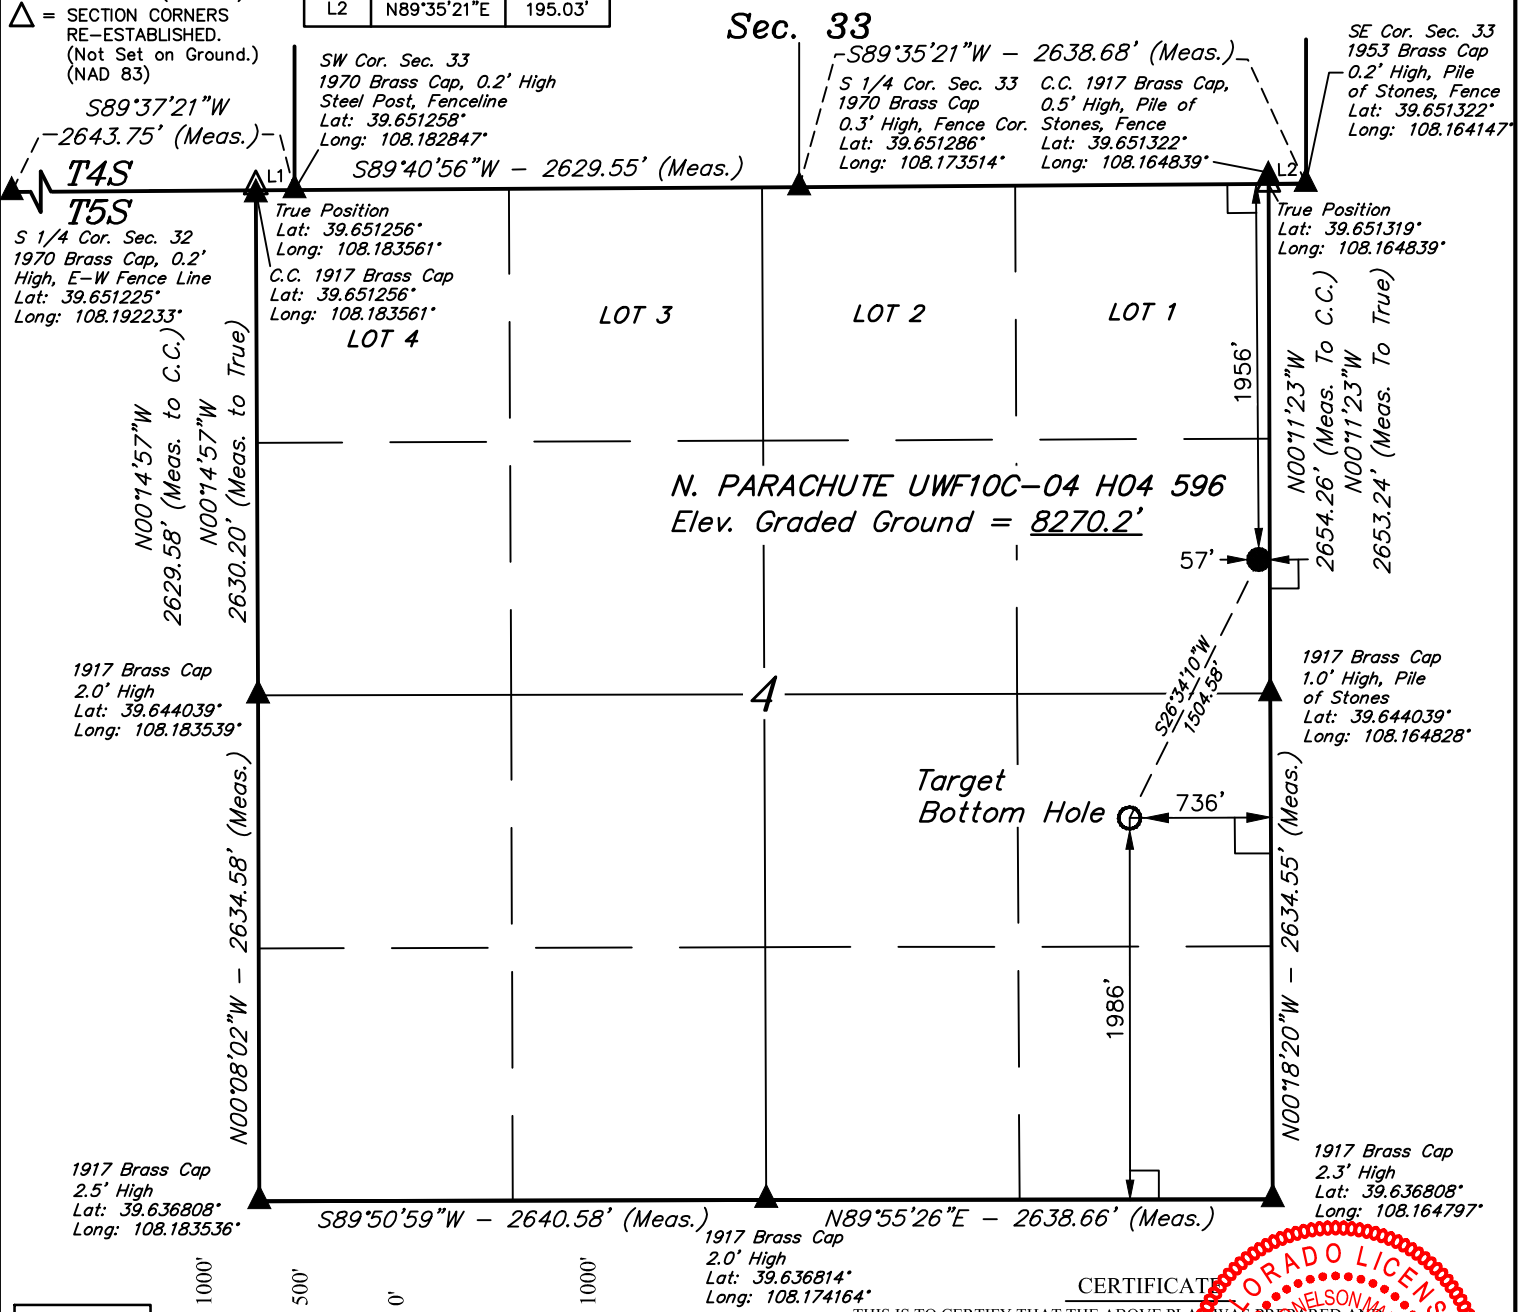 = SECTION CORNERS
RE-ESTABLISHED.
(Not Set on Ground.)
(NAD 83)
L2 N89°35'21"E 195.03'
Sec. 33
S89°37'21"W
2643.75' (Meas.)
SW Cor. Sec. 33
1970 Brass Cap, 0.2' High
Steel Post, Fenceline
Lat: 39.651258°
Long: 108.182847°
S89°40'56"W - 2629.55' (Meas.)
S89°35'21"W - 2638.68' (Meas.)
S 1/4 Cor. Sec. 33
1970 Brass Cap
0.3' High, Fence Cor.
Lat: 39.651286°
Long: 108.173514°
C.C. 1917 Brass Cap,
0.5' High, Pile of
Stones, Fence
Lat: 39.651322°
Long: 108.164839°
SE Cor. Sec. 33
1953 Brass Cap
0.2' High, Pile
of Stones, Fence
Lat: 39.651322°
Long: 108.164147°
T4S
T5S
L1
L2
S 1/4 Cor. Sec. 32
1970 Brass Cap, 0.2'
High, E-W Fence Line
Lat: 39.651225°
Long: 108.192233°
True Position
Lat: 39.651256°
Long: 108.183561°
C.C. 1917 Brass Cap
Lat: 39.651256°
Long: 108.183561°
True Position
Lat: 39.651319°
Long: 108.164839°
LOT 4
LOT 3
LOT 2
LOT 1
N00°14'57"W
2629.58' (Meas. to C.C.)
N00°14'57"W
2630.20' (Meas. to True)
1956'
N00°11'23"W
2654.26' (Meas. To C.C.)
N00°11'23"W
2653.24' (Meas. To True)
N. PARACHUTE UWF10C-04 H04 596
Elev. Graded Ground = 8270.2'
57'
S26°34'10"W
1504.58'
1917 Brass Cap
2.0' High
Lat: 39.644039°
Long: 108.183539°
4
1917 Brass Cap
1.0' High, Pile
of Stones
Lat: 39.644039°
Long: 108.164828°
Target
Bottom Hole
736'
1986'
N00°08'02"W - 2634.58' (Meas.)
N00°18'20"W - 2634.55' (Meas.)
1917 Brass Cap
2.5' High
Lat: 39.636808°
Long: 108.183536°
S89°50'59"W - 2640.58' (Meas.)
N89°55'26"E - 2638.66' (Meas.)
1917 Brass Cap
2.0' High
Lat: 39.636814°
Long: 108.174164°
1917 Brass Cap
2.3' High
Lat: 39.636808°
Long: 108.164797°
1000'
500'
0'
1000'
CERTIFICATE
THIS IS TO CERTIFY THAT THE ABOVE PLAT WAS PREPARED
ORADO LICENS
NELSON